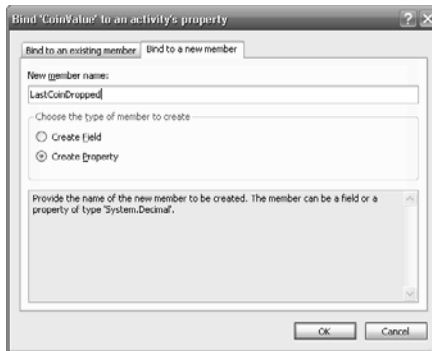 Bind 'CoinValue' to an activity's property
Bind to an existing member
Bind to a new member
New member name:
LastCoinDropped
Choose the type of member to create
Create Field
Create Property
Provide the name of the new member to be created. The member can be a field or a
property of type 'System.Decimal'.
OK
Cancel